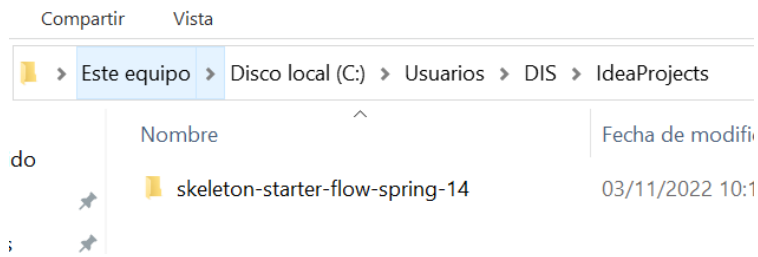 Compartir Vista
Este equipo > Disco local (C:) > Usuarios > DIS > IdeaProjects
Nombre Fecha de modifi
do
skeleton-starter-flow-spring-14 03/11/2022 10:1
s